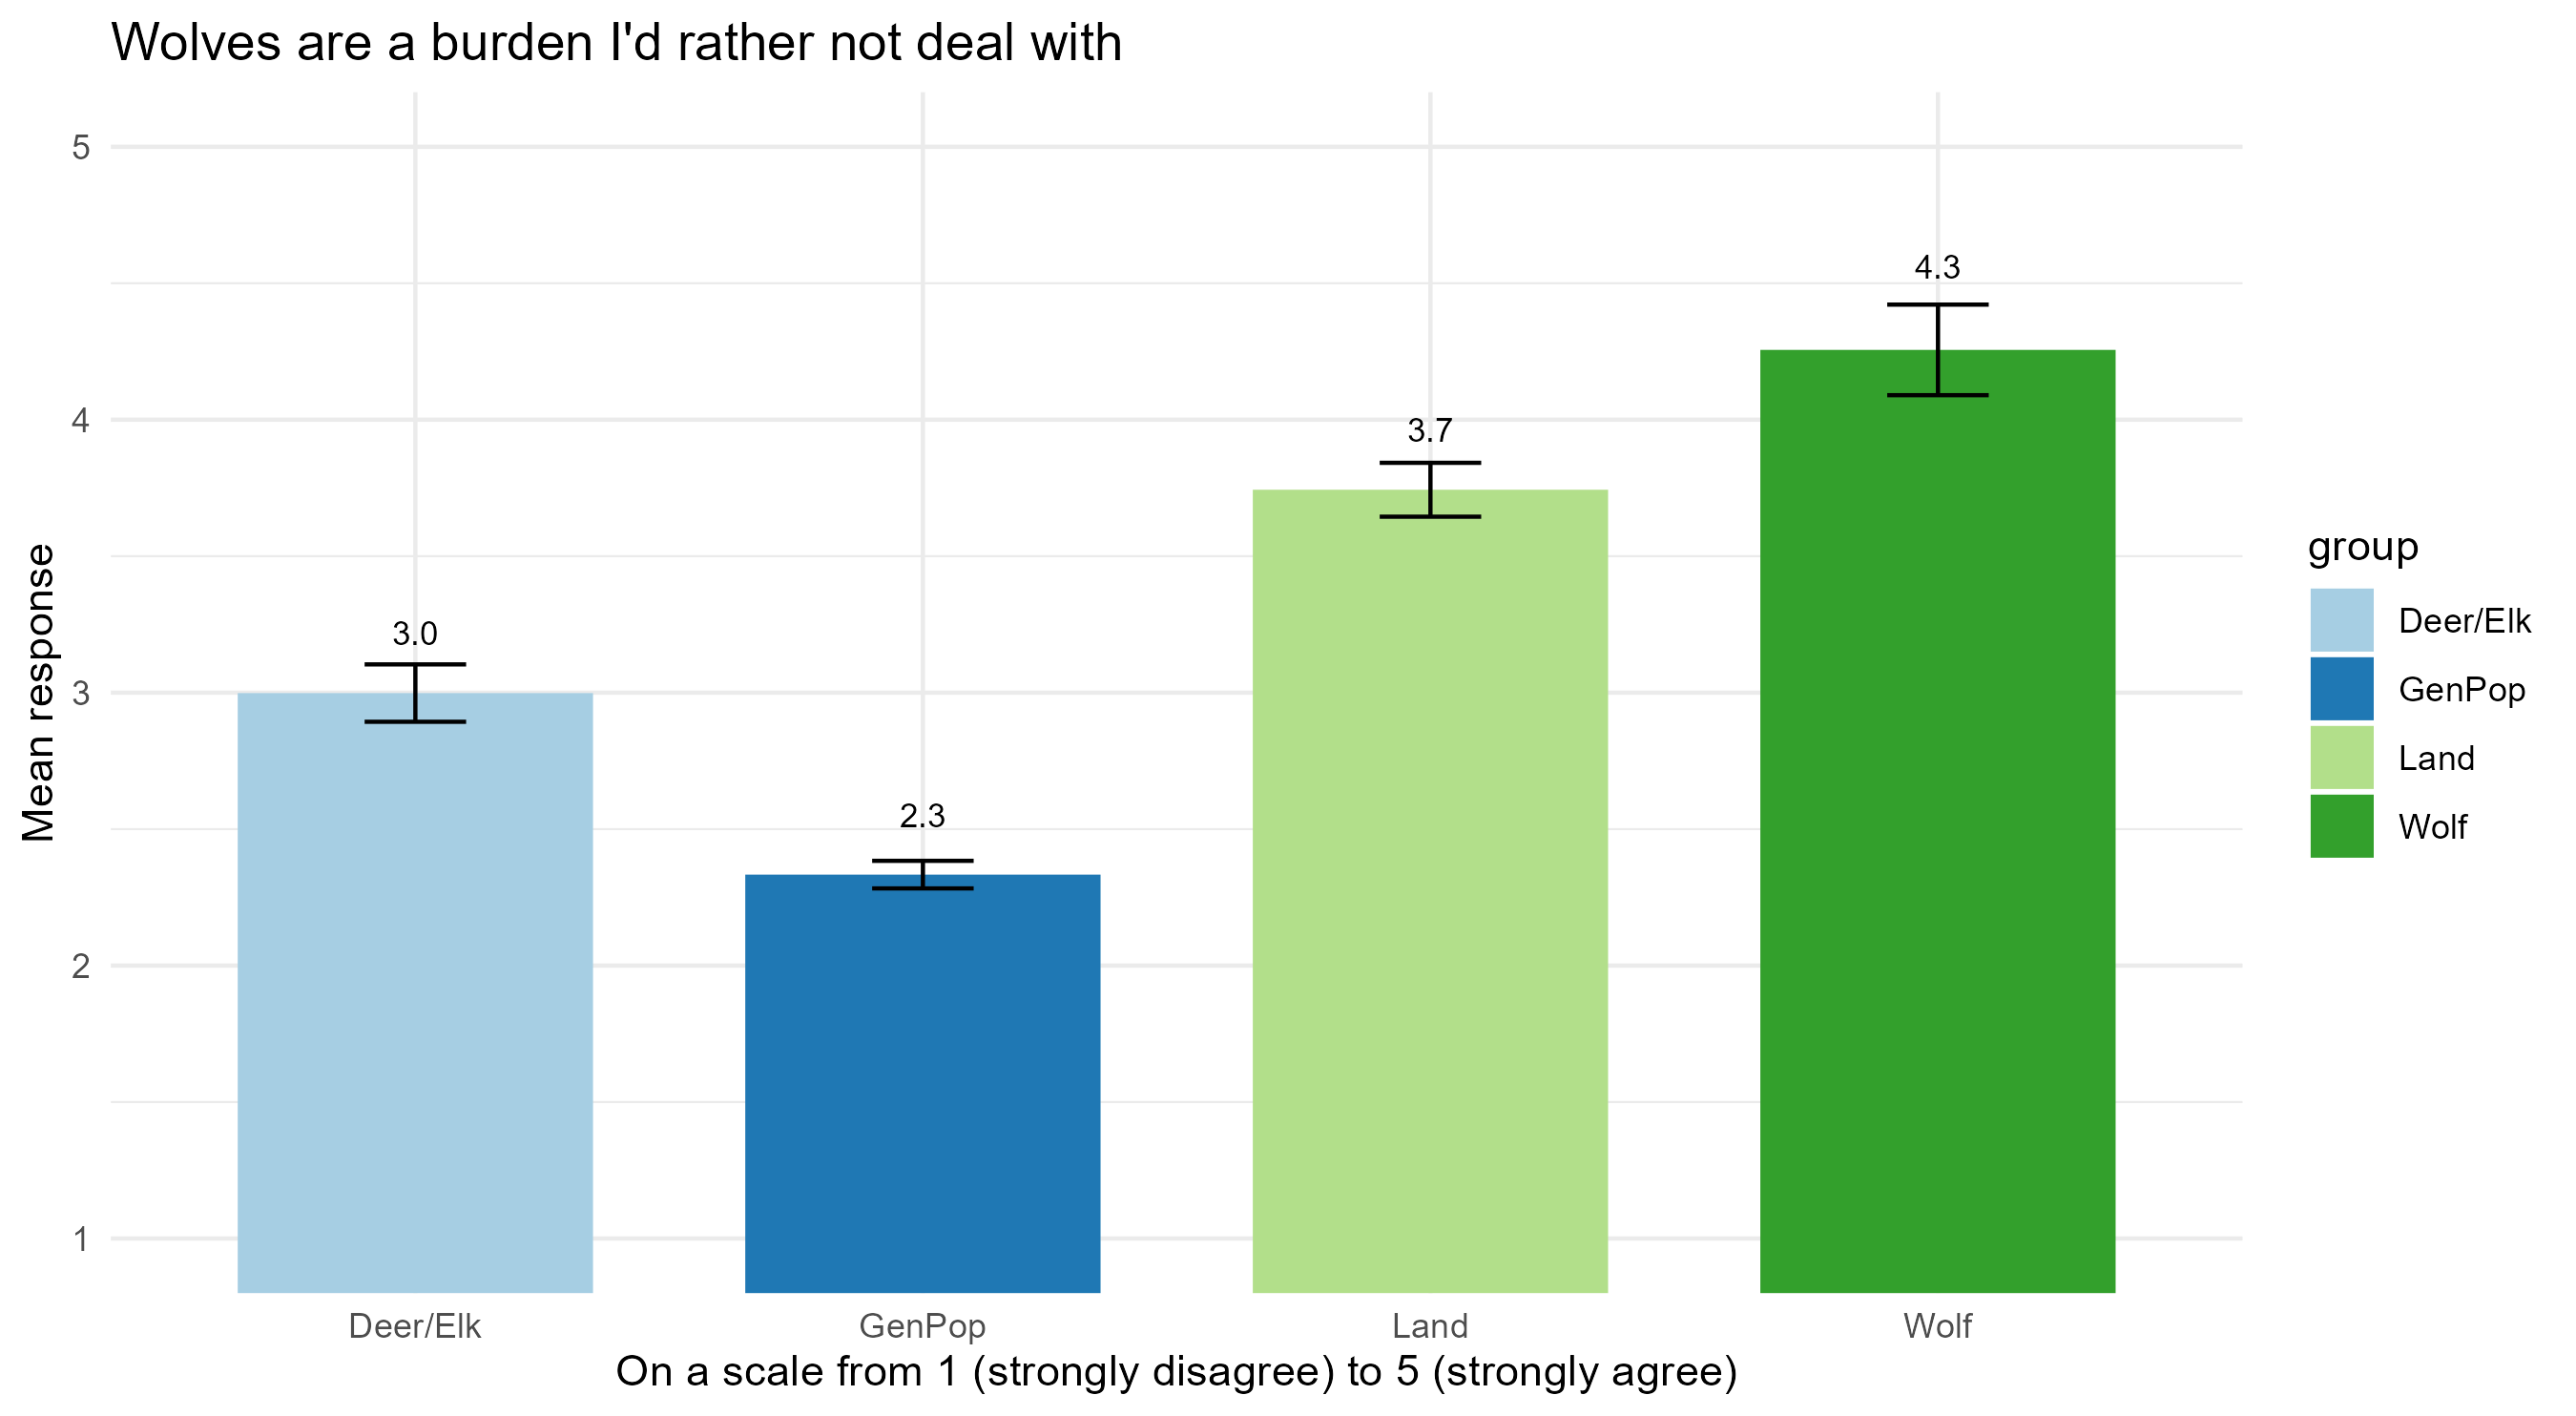 Wolves are a burden I'd rather not deal with
5
4
3
2
1
Mean response
3.0
2.3
3.7
4.3
Deer/Elk
GenPop
Land
Wolf
On a scale from 1 (strongly disagree) to 5 (strongly agree)
group
Deer/Elk
GenPop
Land
Wolf